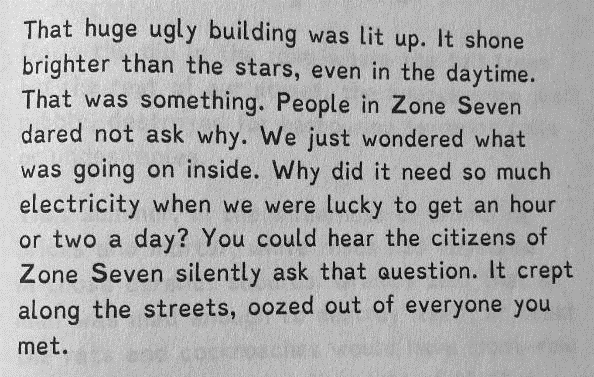 That huge ugly building was lit up. It shone
brighter than the stars, even in the daytime.
That was something. People in Zone Seven
dared not ask why. We just wondered what
was going on inside. Why did it need so much
electricity when we were lucky to get an hour
or two a day? You could hear the citizens of
Zone Seven silently ask that question. It crept
along the streets, oozed out of everyone you
met.